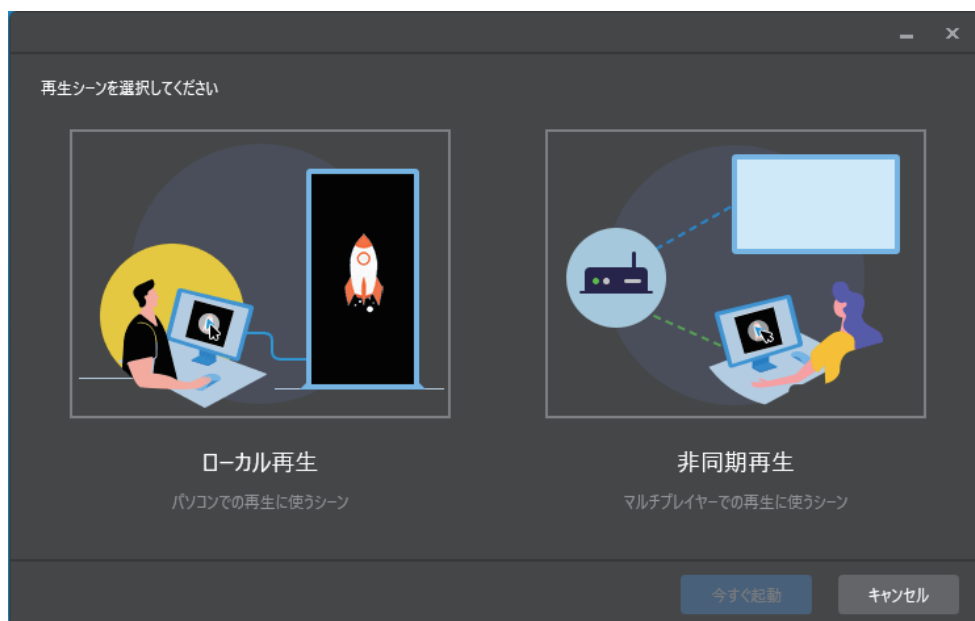 再生シーンを選択してください
ローカル再生
パソコンでの再生に使うシーン
非同期再生
マルチプレイヤーでの再生に使うシーン
今すぐ起動
キャンセル